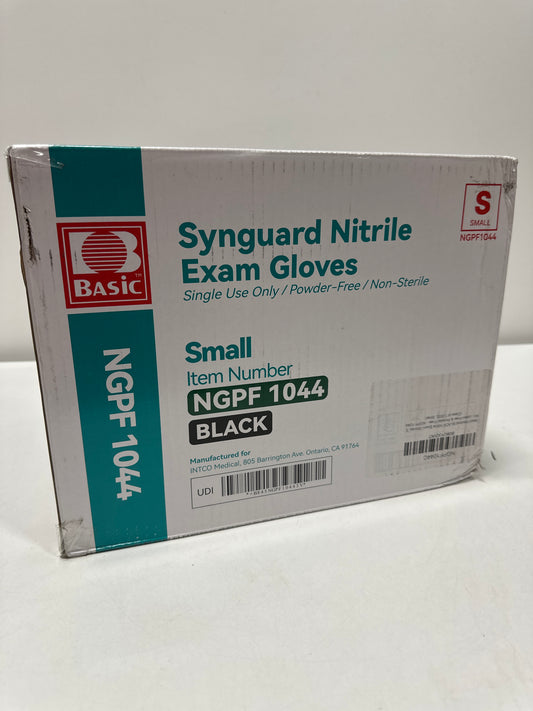 BASIC™
NGPF 1044
Synguard Nitrile
Exam Gloves
Single Use Only / Powder-Free / Non-Sterile
S
SMALL
NGPF1044
Small
Item Number
NGPF 1044
BLACK
Manufactured for
INTCO Medical, 805 Barrington Ave. Ontario, CA 91764
UDI